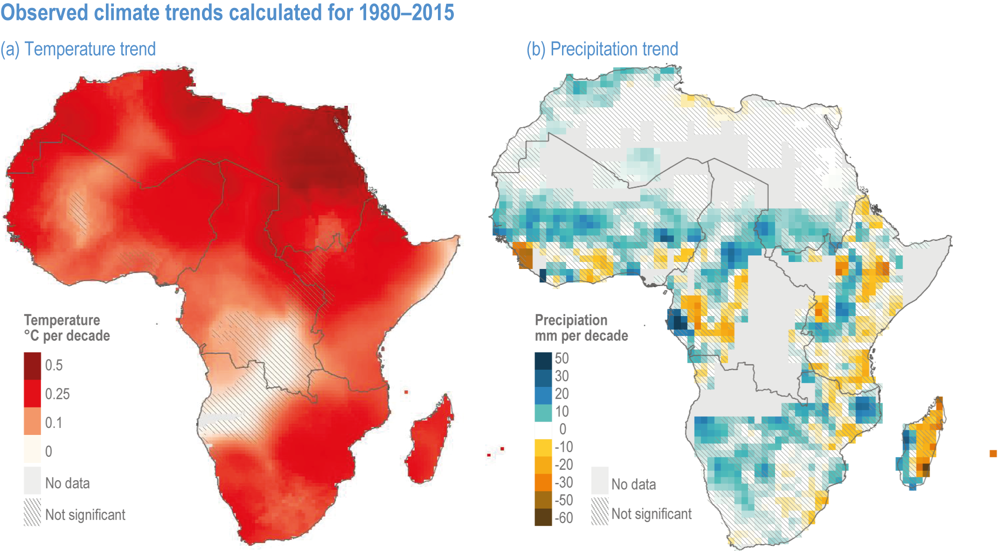 Observed climate trends calculated for 1980–2015
(a) Temperature trend
(b) Precipitation trend
Temperature
°C per decade
0.5
0.25
0.1
0
No data
Not significant
Precipiation
mm per decade
50
30
20
10
0
-10
-20
-30
-50
-60
No data
Not significant